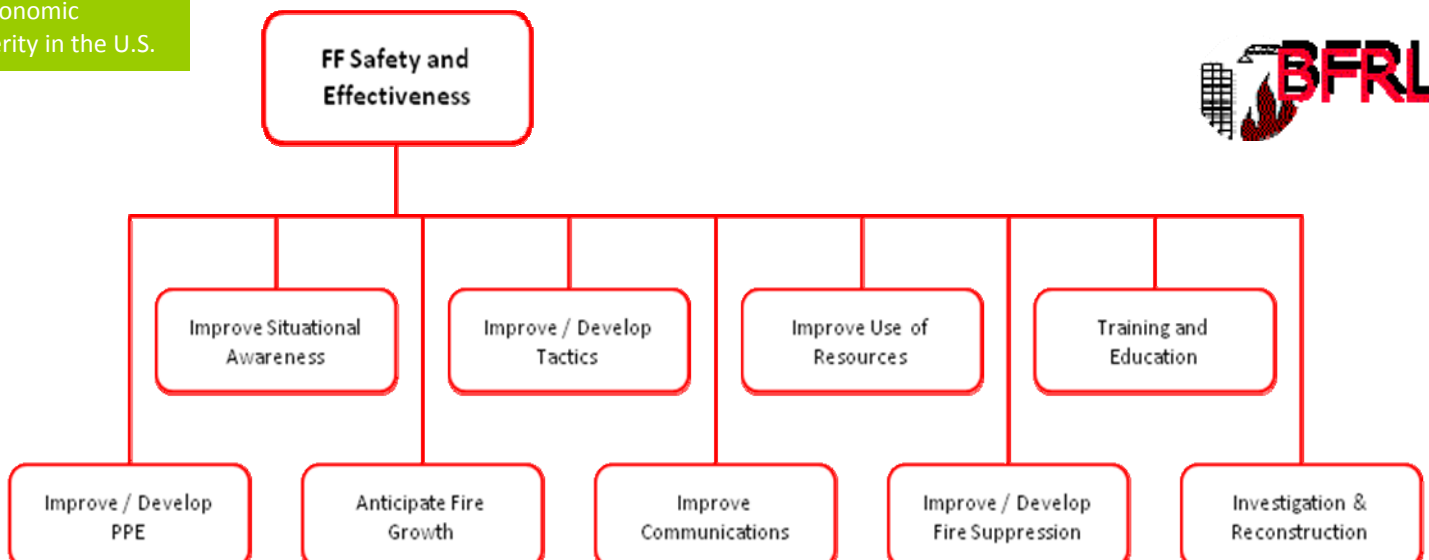 erity in the U.S.
FF Safety and
Effectiveness
BFRL
Improve Situational
Awareness
Improve / Develop
Tactics
Improve Use of
Resources
Training and
Education
Improve / Develop
PPE
Anticipate Fire
Growth
Improve
Communications
Improve / Develop
Fire Suppression
Investigation &
Reconstruction